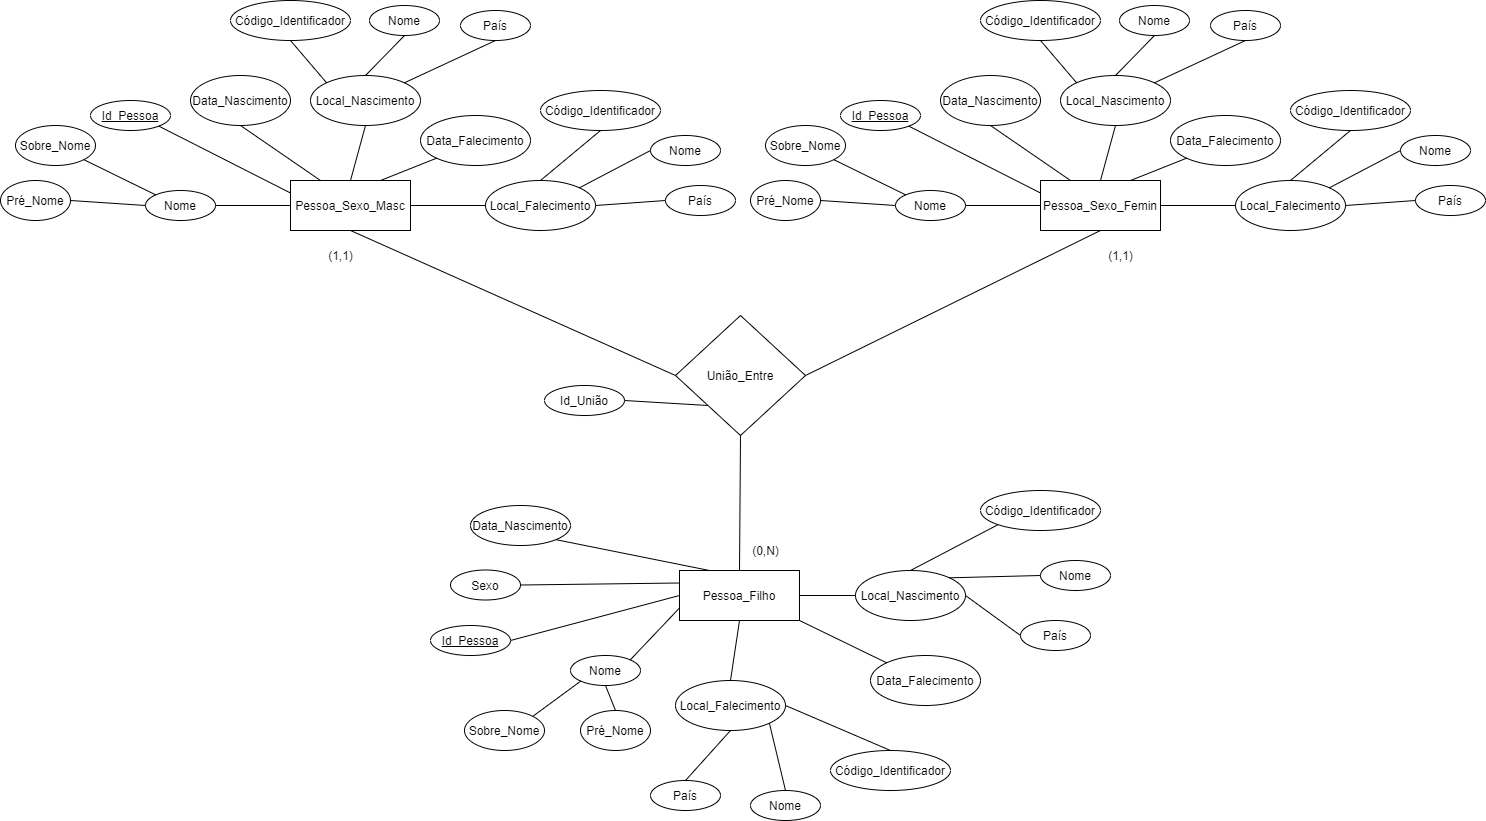 Código_Identificador
Nome
País
Data_Nascimento
Local_Nascimento
Id_Pessoa
Sobre_Nome
Pré_Nome
Nome
Data_Falecimento
Código_Identificador
Nome
País
Local_Falecimento
Pessoa_Sexo_Masc
(1,1)
Código_Identificador
Nome
País
Data_Nascimento
Local_Nascimento
Id_Pessoa
Sobre_Nome
Pré_Nome
Nome
Data_Falecimento
Código_Identificador
Nome
País
Local_Falecimento
Pessoa_Sexo_Femin
(1,1)
União_Entre
Id_União
(0,N)
Data_Nascimento
Sexo
Id_Pessoa
Pessoa_Filho
Código_Identificador
Local_Nascimento
Nome
País
Nome
Sobre_Nome
Pré_Nome
Local_Falecimento
Data_Falecimento
País
Nome
Código_Identificador